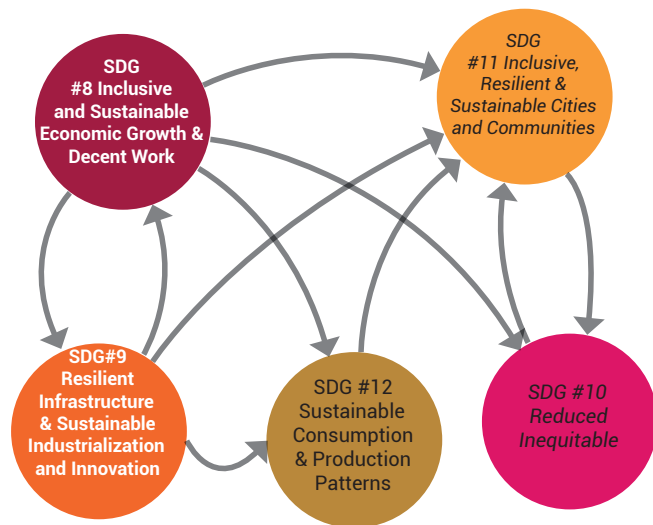 SDG
#8 Inclusive
and Sustainable
Economic Growth &
Decent Work
SDG
#11 Inclusive,
Resilient &
Sustainable Cities
and Communities
SDG#9
Resilient
Infrastructure
& Sustainable
Industrialization
and Innovation
SDG #12
Sustainable
Consumption
& Production
Patterns
SDG #10
Reduced
Inequitable